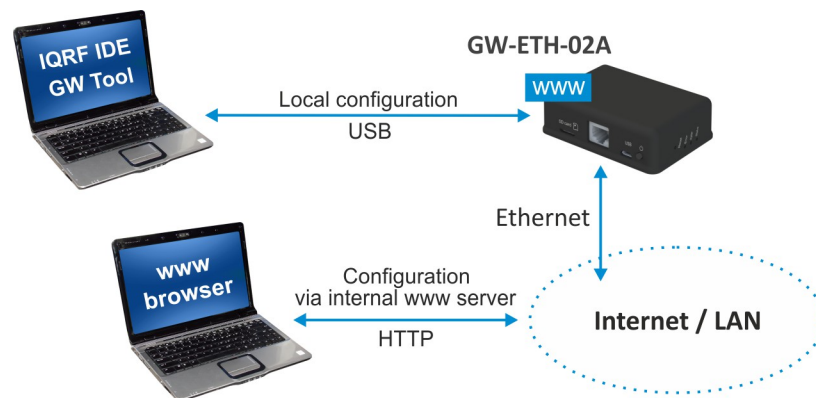 IQRF IDE
GW Tool
GW-ETH-02A
www
Local configuration
USB
Ethernet
www
browser
Configuration
via internal www server
HTTP
Internet / LAN